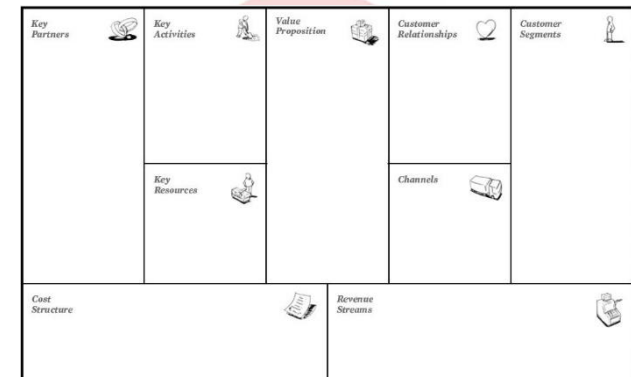 Key
Partners
Key
Activities
Value
Proposition
Customer
Relationships
Customer
Segments
Key
Resources
Channels
Cost
Structure
Revenue
Streams